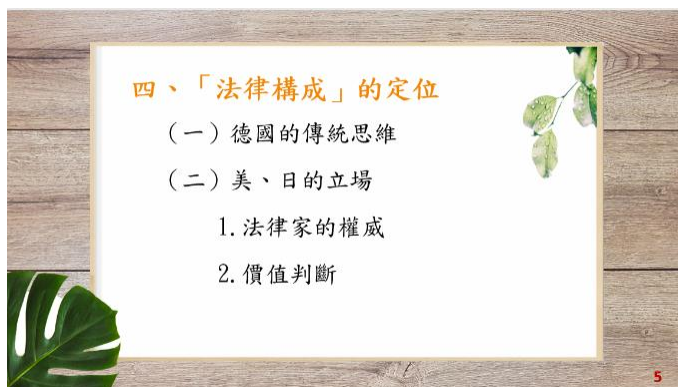 四、「法律構成」的定位
（一）德國的傳統思維
（二）美、日的立場
1.法律家的權威
2.價值判斷
5